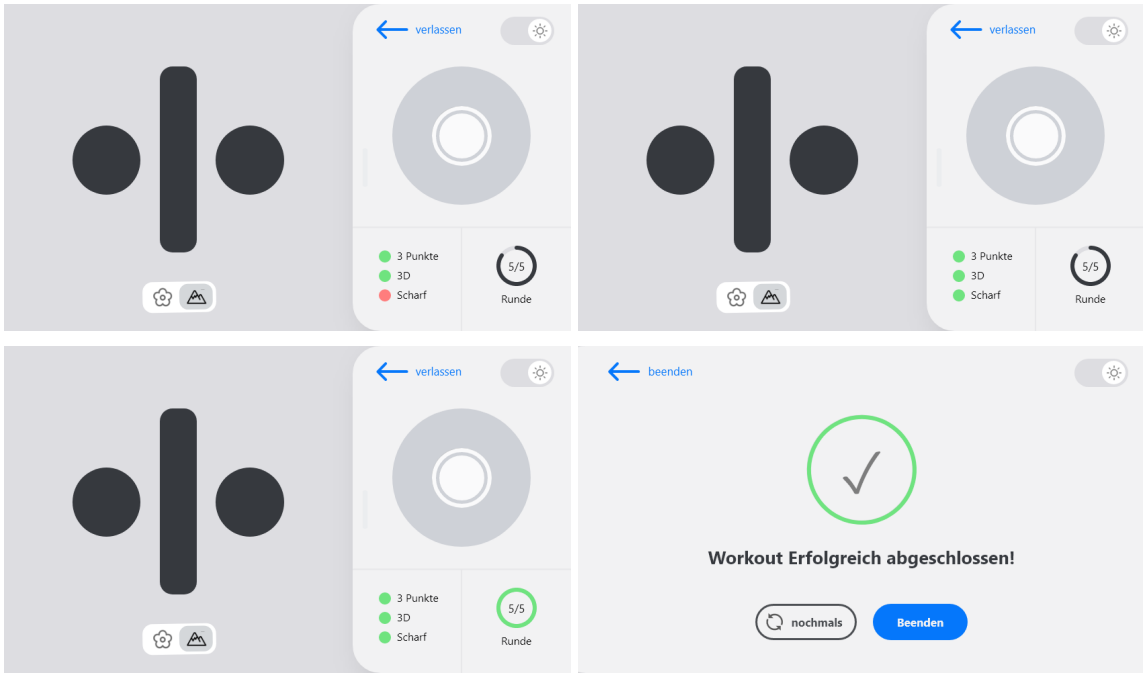 verlassen
3 Punkte
3D
Scharf
5/5
Runde
verlassen
3 Punkte
3D
Scharf
5/5
Runde
verlassen
3 Punkte
3D
Scharf
5/5
Runde
beenden
Workout Erfolgreich abgeschlossen!
nochmals
Beenden